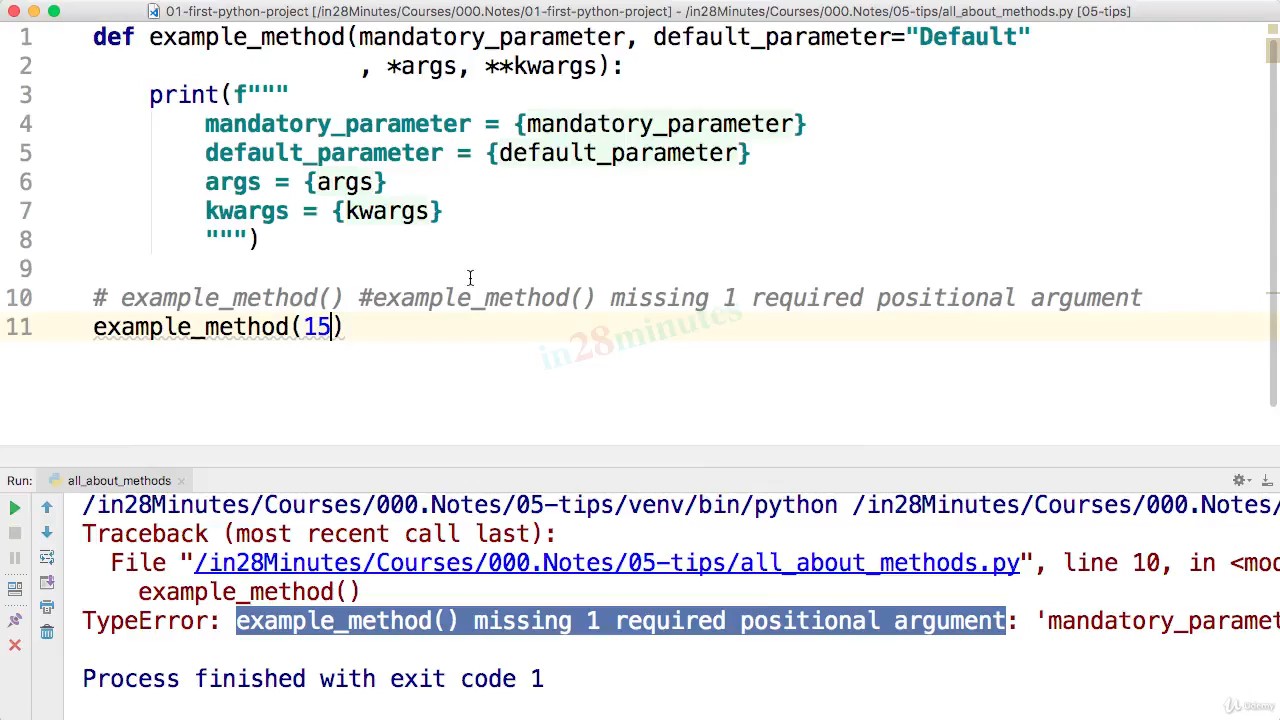 01-first-python-project [/in28Minutes/Courses/000.Notes/01-first-python-project] - /in28Minutes/Courses/000.Notes/05-tips/all_about_methods.py [05-tips]
1 def example_method(mandatory_parameter, default_parameter="Default"
2 , *args, **kwargs):
3 print(f"""
4 mandatory_parameter = {mandatory_parameter}
5 default_parameter = {default_parameter}
6 args = {args}
7 kwargs = {kwargs}
8 """)
9
10 # example_method() #example_method() missing 1 required positional argument
11 example_method(15)
in28minutes
Run: all_about_methods
/in28Minutes/Courses/000.Notes/05-tips/venv/bin/python /in28Minutes/Courses/000.Notes/
Traceback (most recent call last):
File "/in28Minutes/Courses/000.Notes/05-tips/all_about_methods.py", line 10, in <mod
example_method()
TypeError: example_method() missing 1 required positional argument: 'mandatory_paramet
Process finished with exit code 1
Udemy